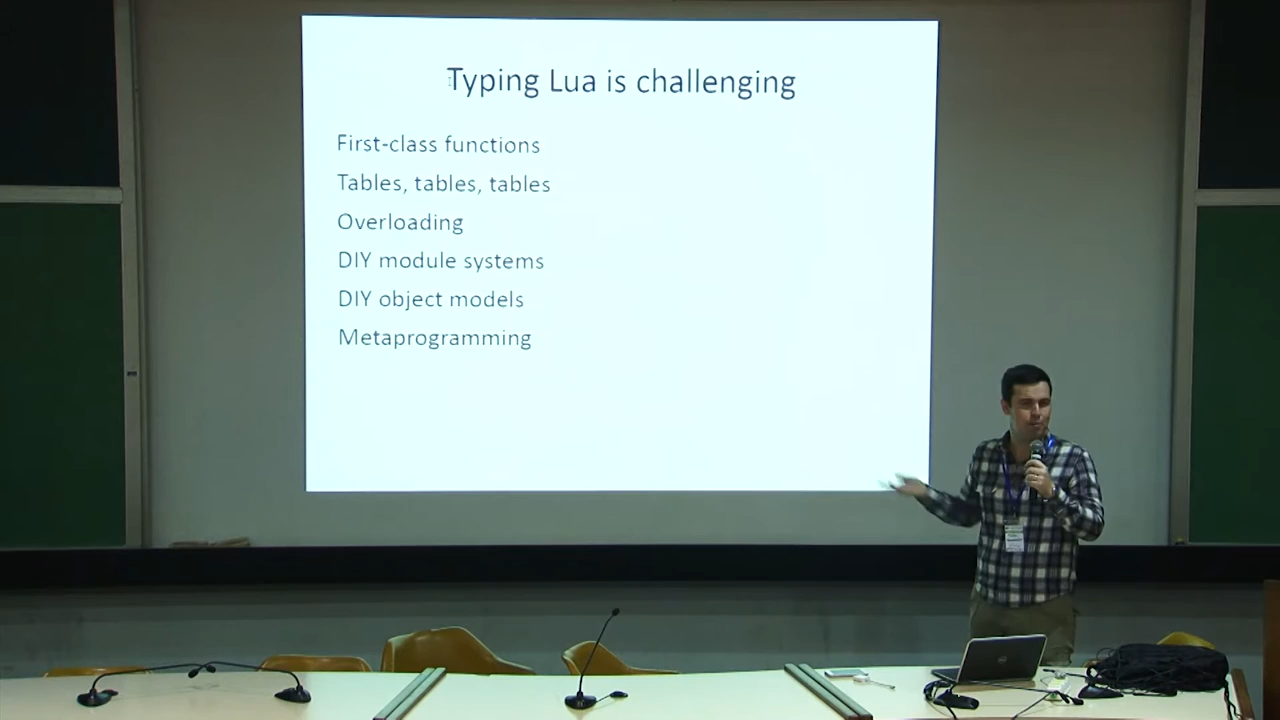 Typing Lua is challenging
First-class functions
Tables, tables, tables
Overloading
DIY module systems
DIY object models
Metaprogramming